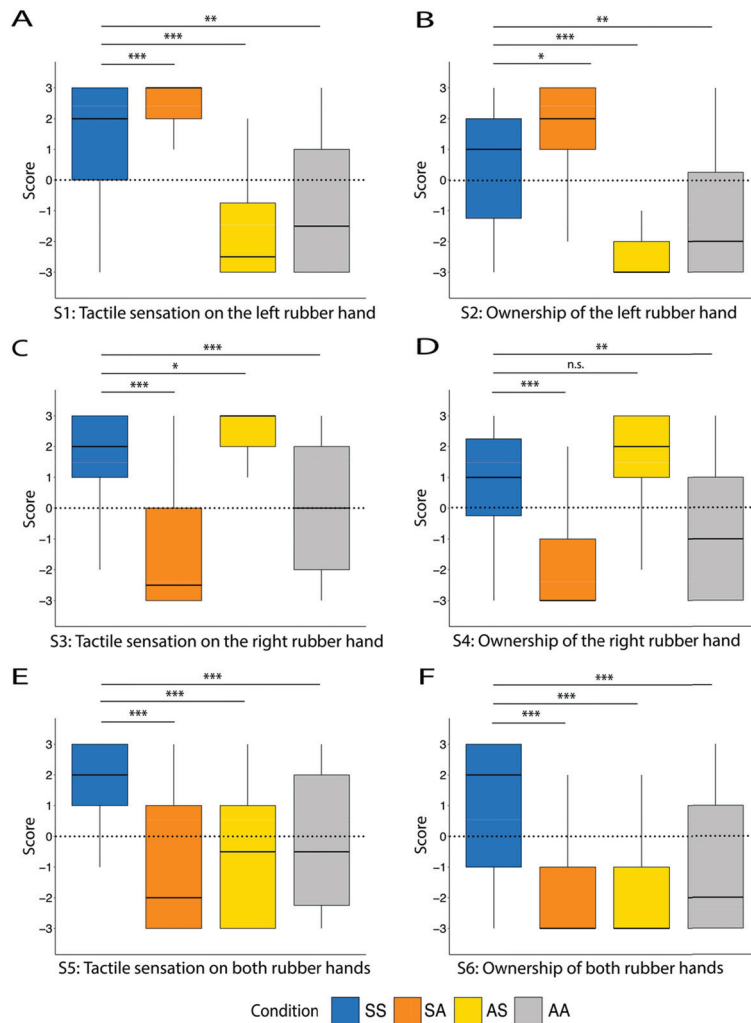 A
**
***
***
3
2
1
0
−1
−2
−3
Score
S1: Tactile sensation on the left rubber hand
B
**
***
*
3
2
1
0
−1
−2
−3
Score
S2: Ownership of the left rubber hand
C
***
*
***
3
2
1
0
−1
−2
−3
Score
S3: Tactile sensation on the right rubber hand
D
**
n.s.
***
3
2
1
0
−1
−2
−3
Score
S4: Ownership of the right rubber hand
E
***
***
***
3
2
1
0
−1
−2
−3
Score
S5: Tactile sensation on both rubber hands
F
***
***
***
3
2
1
0
−1
−2
−3
Score
S6: Ownership of both rubber hands
Condition SS SA AS AA